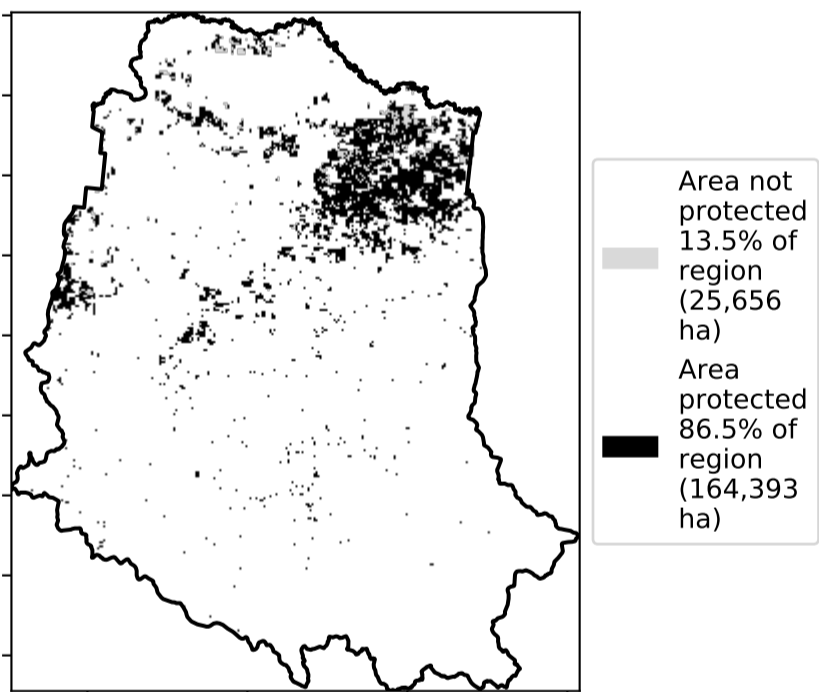 Area not
protected
13.5% of
region
(25,656
ha)
Area
protected
86.5% of
region
(164,393
ha)